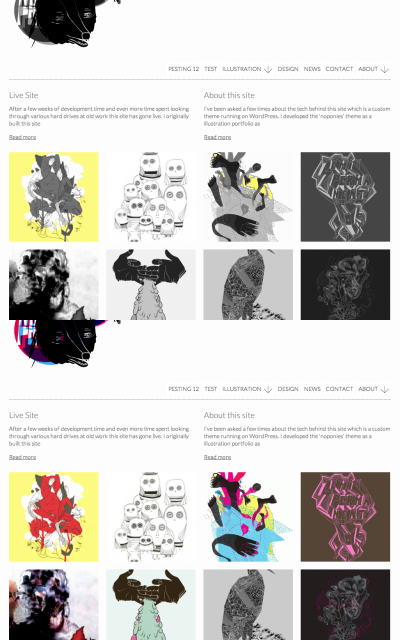 PESTING 12 TEST ILLUSTRATION DESIGN NEWS CONTACT ABOUT
Live Site
After a few weeks of development time and even more time spent looking
through various hard drives at old work this site has gone live. I originally
built this site
Read more
About this site
I've been asked a few times about the tech behind this site which is a custom
theme running on WordPress. I developed the 'noponies' theme as a
illustration portfolio as
Read more
PESTING 12 TEST ILLUSTRATION DESIGN NEWS CONTACT ABOUT
Live Site
After a few weeks of development time and even more time spent looking
through various hard drives at old work this site has gone live. I originally
built this site
Read more
About this site
I've been asked a few times about the tech behind this site which is a custom
theme running on WordPress. I developed the 'noponies' theme as a
illustration portfolio as
Read more